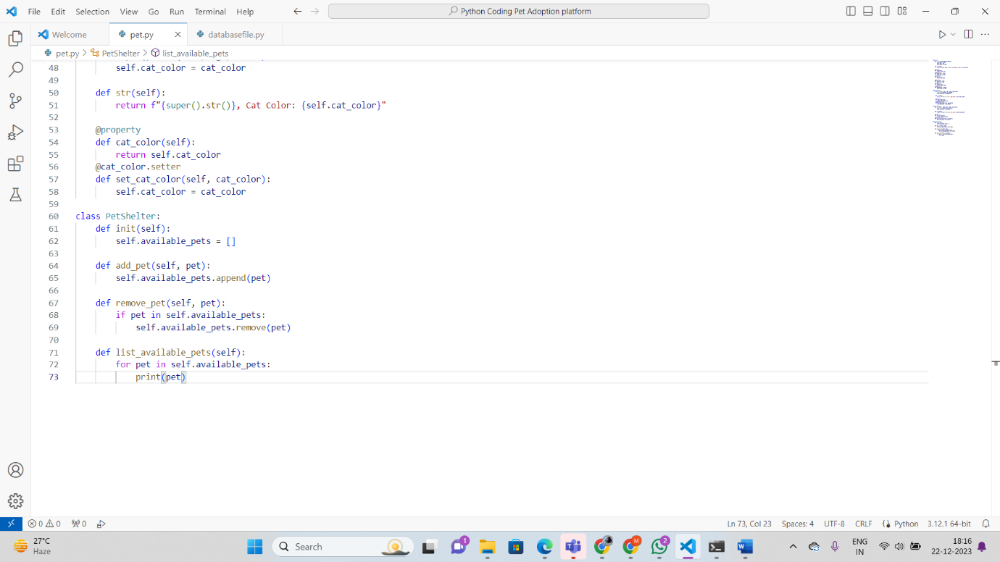 File Edit Selection View Go Run Terminal Help
Python Coding Pet Adoption platform
Welcome pet.py databasefile.py
pet.py PetShelter list_available_pets
48 self.cat_color = cat_color
49
50 def str(self):
51 return f"{super().str()}, Cat Color: {self.cat_color}"
52
53 @property
54 def cat_color(self):
55 return self.cat_color
56 @cat_color.setter
57 def set_cat_color(self, cat_color):
58 self.cat_color = cat_color
59
60 class PetShelter:
61 def init(self):
62 self.available_pets = []
63
64 def add_pet(self, pet):
65 self.available_pets.append(pet)
66
67 def remove_pet(self, pet):
68 if pet in self.available_pets:
69 self.available_pets.remove(pet)
70
71 def list_available_pets(self):
72 for pet in self.available_pets:
73 print(pet)
0 0 0 Ln 73, Col 23 Spaces: 4 UTF-8 CRLF Python 3.12.1 64-bit
27°C
Haze
Search
1
M
2
ENG
IN
18:16
22-12-2023